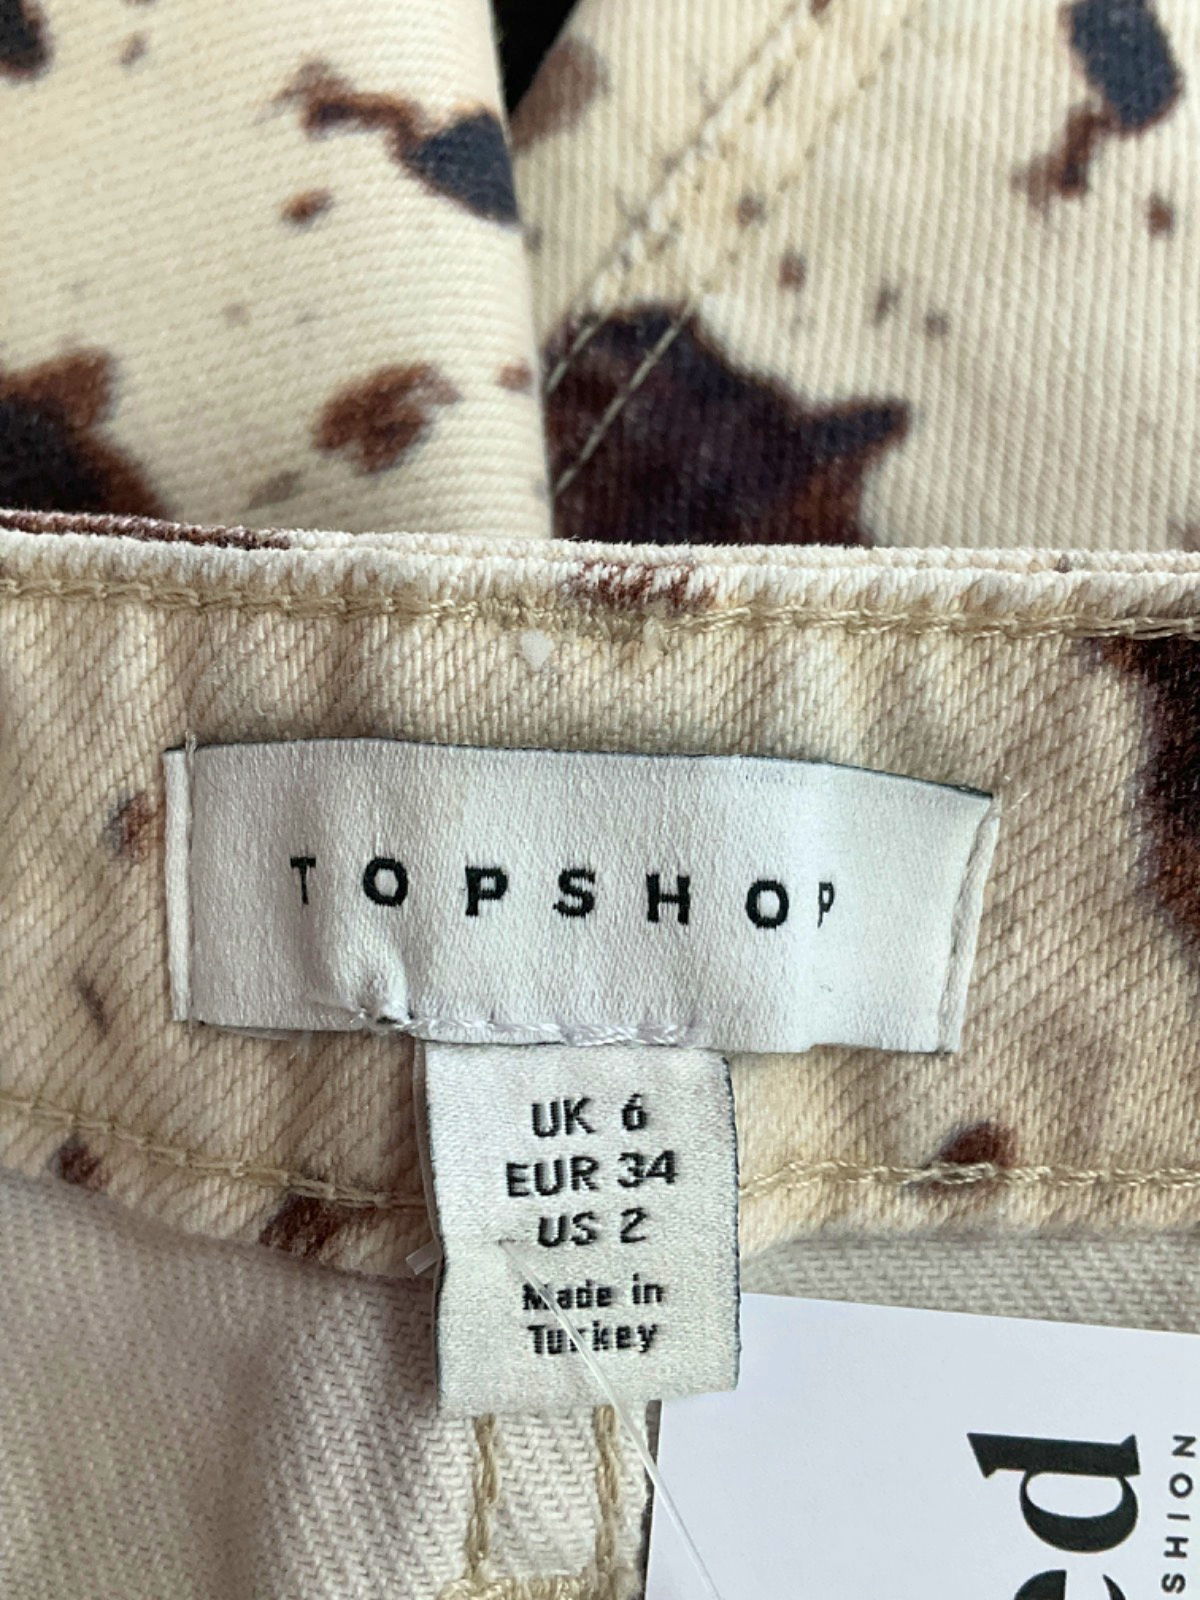 TOPSHOP
UK 6
EUR 34
US 2
Made in
Turkey